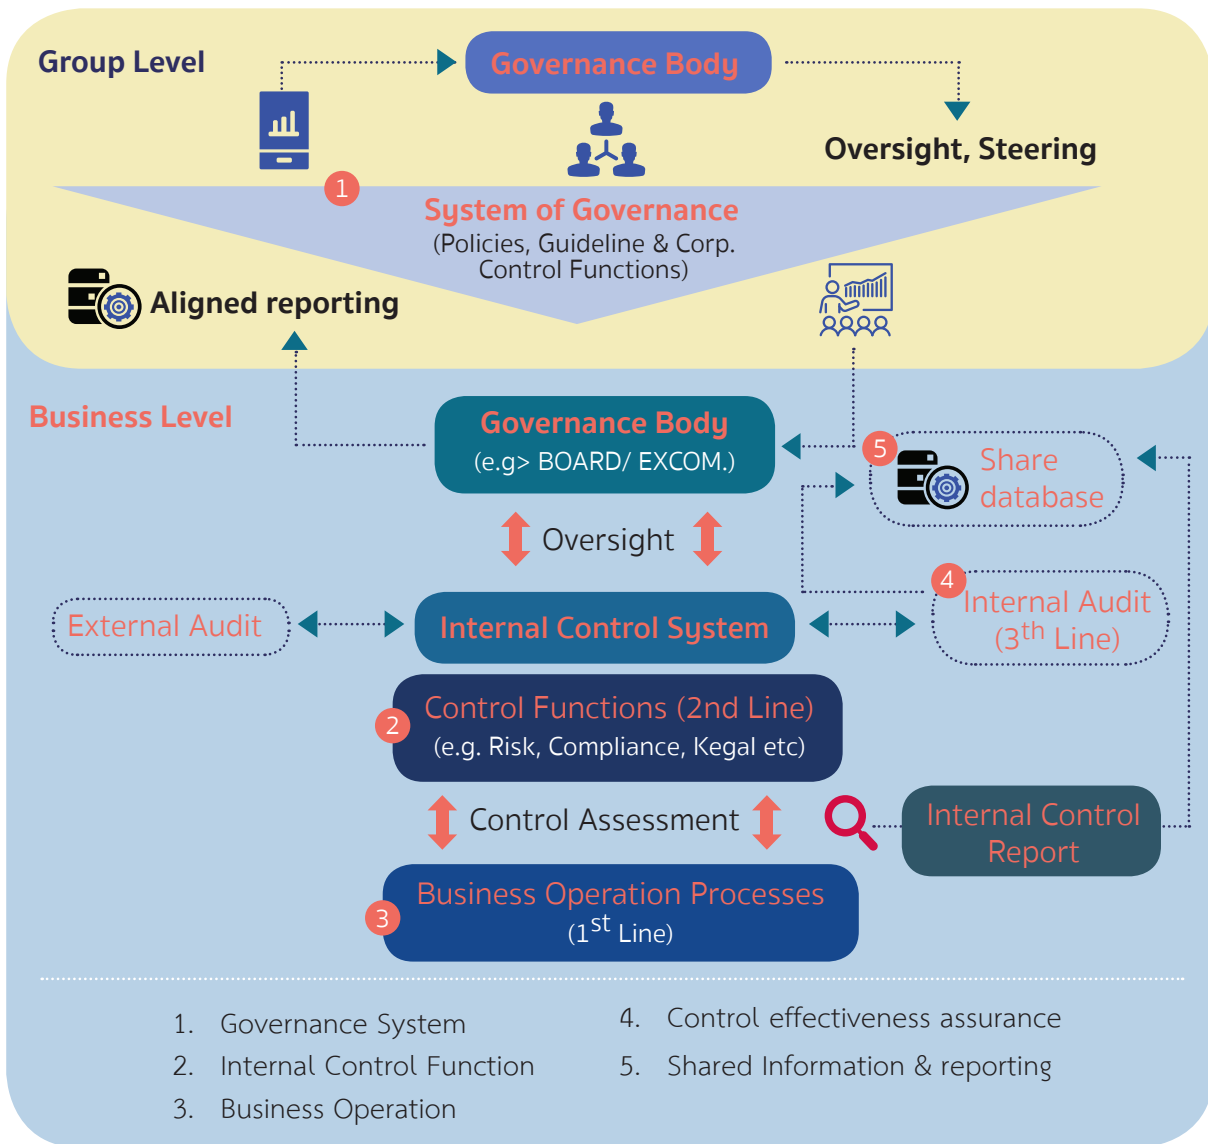 Group Level
Governance Body
Oversight, Steering
1
System of Governance
(Policies, Guideline & Corp.
Control Functions)
Aligned reporting
Business Level
Governance Body
(e.g> BOARD/ EXCOM.)
5
Share
database
Oversight
4
External Audit
Internal Control System
Internal Audit
(3th Line)
2
Control Functions (2nd Line)
(e.g. Risk, Compliance, Kegal etc)
Control Assessment
Internal Control
Report
3
Business Operation Processes
(1st Line)
1. Governance System
2. Internal Control Function
3. Business Operation
4. Control effectiveness assurance
5. Shared Information & reporting